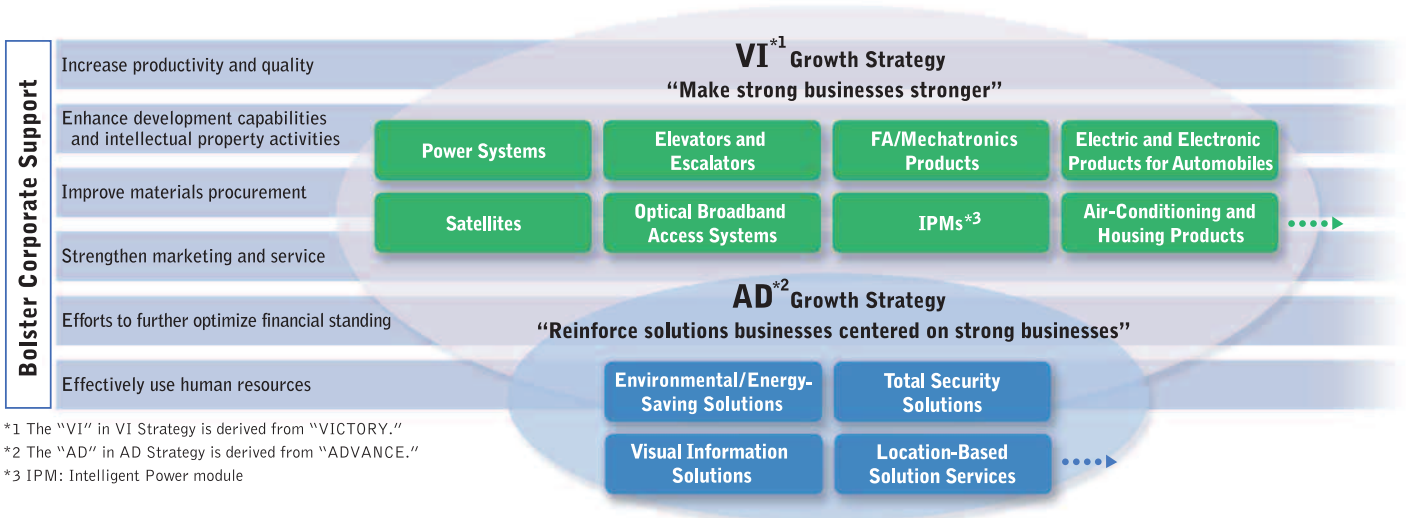 Bolster Corporate Support
Increase productivity and quality
Enhance development capabilities
and intellectual property activities
Improve materials procurement
Strengthen marketing and service
Efforts to further optimize financial standing
Effectively use human resources
VI*1 Growth Strategy
“Make strong businesses stronger”
Power Systems
Elevators and
Escalators
FA/Mechatronics
Products
Electric and Electronic
Products for Automobiles
Satellites
Optical Broadband
Access Systems
IPMs*3
Air-Conditioning and
Housing Products
AD*2 Growth Strategy
“Reinforce solutions businesses centered on strong businesses”
Environmental/Energy-
Saving Solutions
Total Security
Solutions
Visual Information
Solutions
Location-Based
Solution Services
*1 The “VI” in VI Strategy is derived from “VICTORY.”
*2 The “AD” in AD Strategy is derived from “ADVANCE.”
*3 IPM: Intelligent Power module